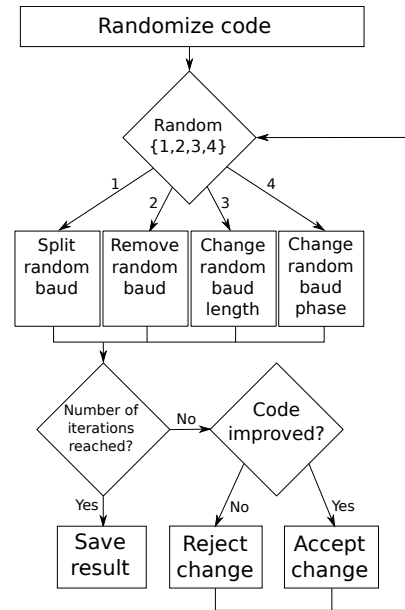 Randomize code
Random
{1,2,3,4}
1
2
3
4
Split
random
baud
Remove
random
baud
Change
random
baud
length
Change
random
baud
phase
Number of
iterations
reached?
No
Code
improved?
Yes
No
Yes
Save
result
Reject
change
Accept
change